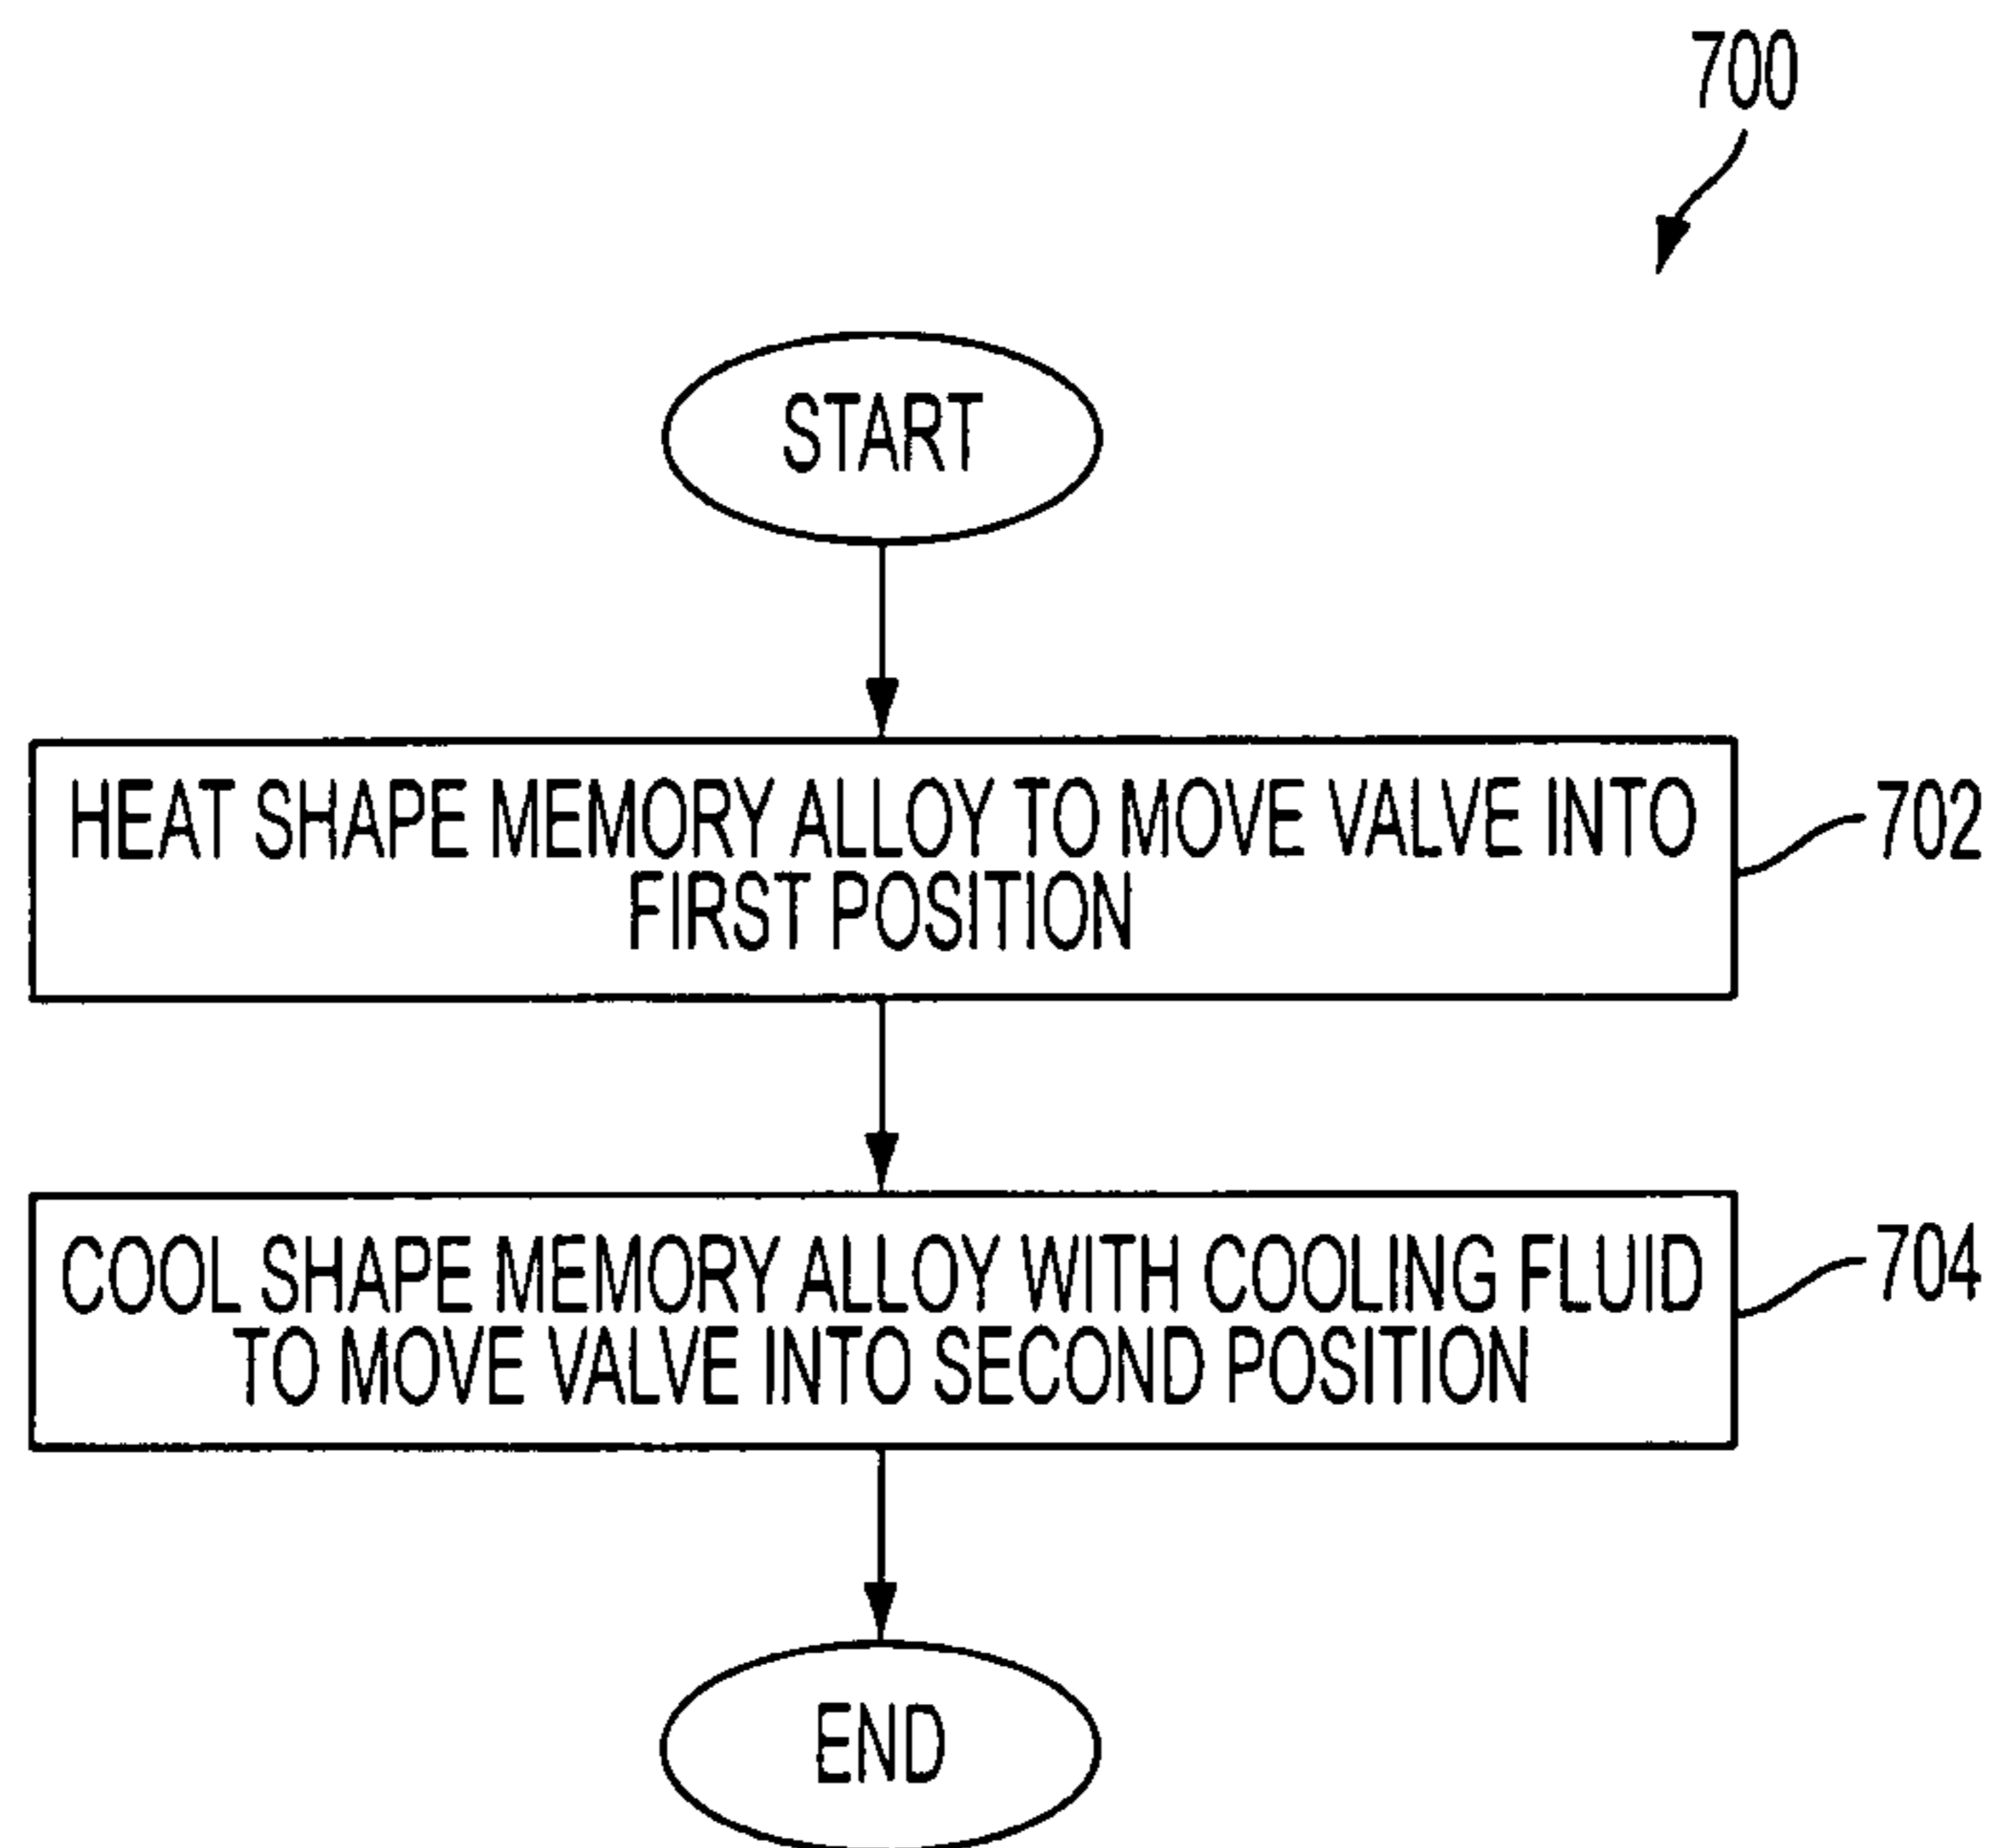 700
START
HEAT SHAPE MEMORY ALLOY TO MOVE VALVE INTO
FIRST POSITION
702
COOL SHAPE MEMORY ALLOY WITH COOLING FLUID
TO MOVE VALVE INTO SECOND POSITION
704
END